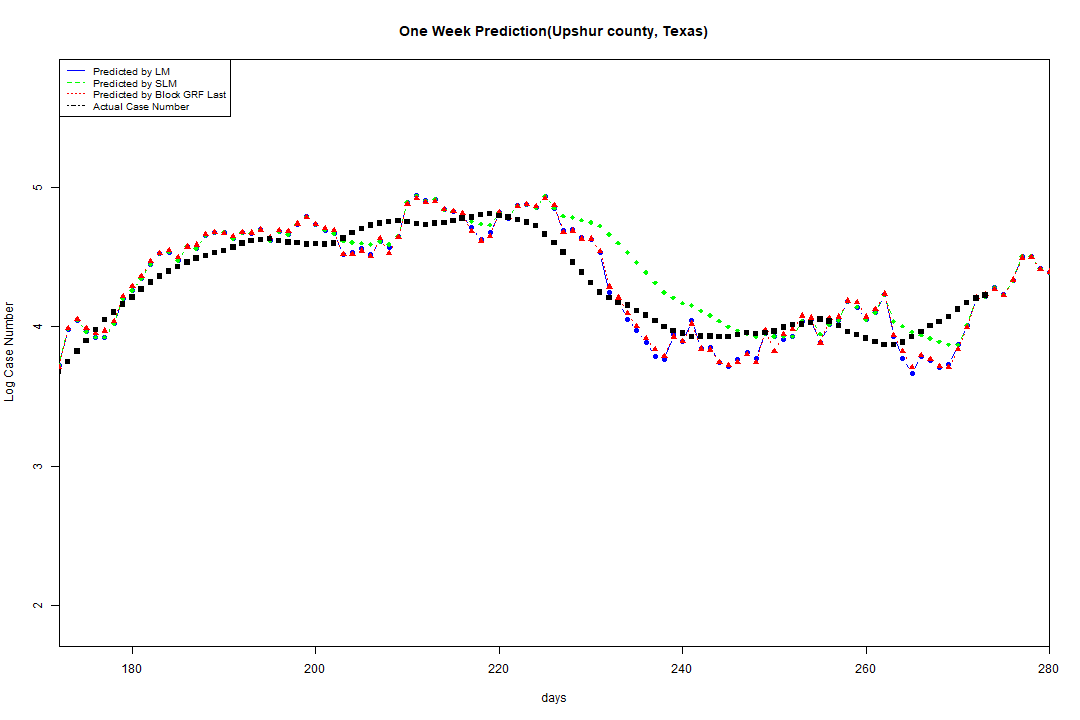 One Week Prediction(Upshur county, Texas)
Predicted by LM
Predicted by SLM
Predicted by Block GRF Last
Actual Case Number
5
4
3
2
Log Case Number
180 200 220 240 260 280
days